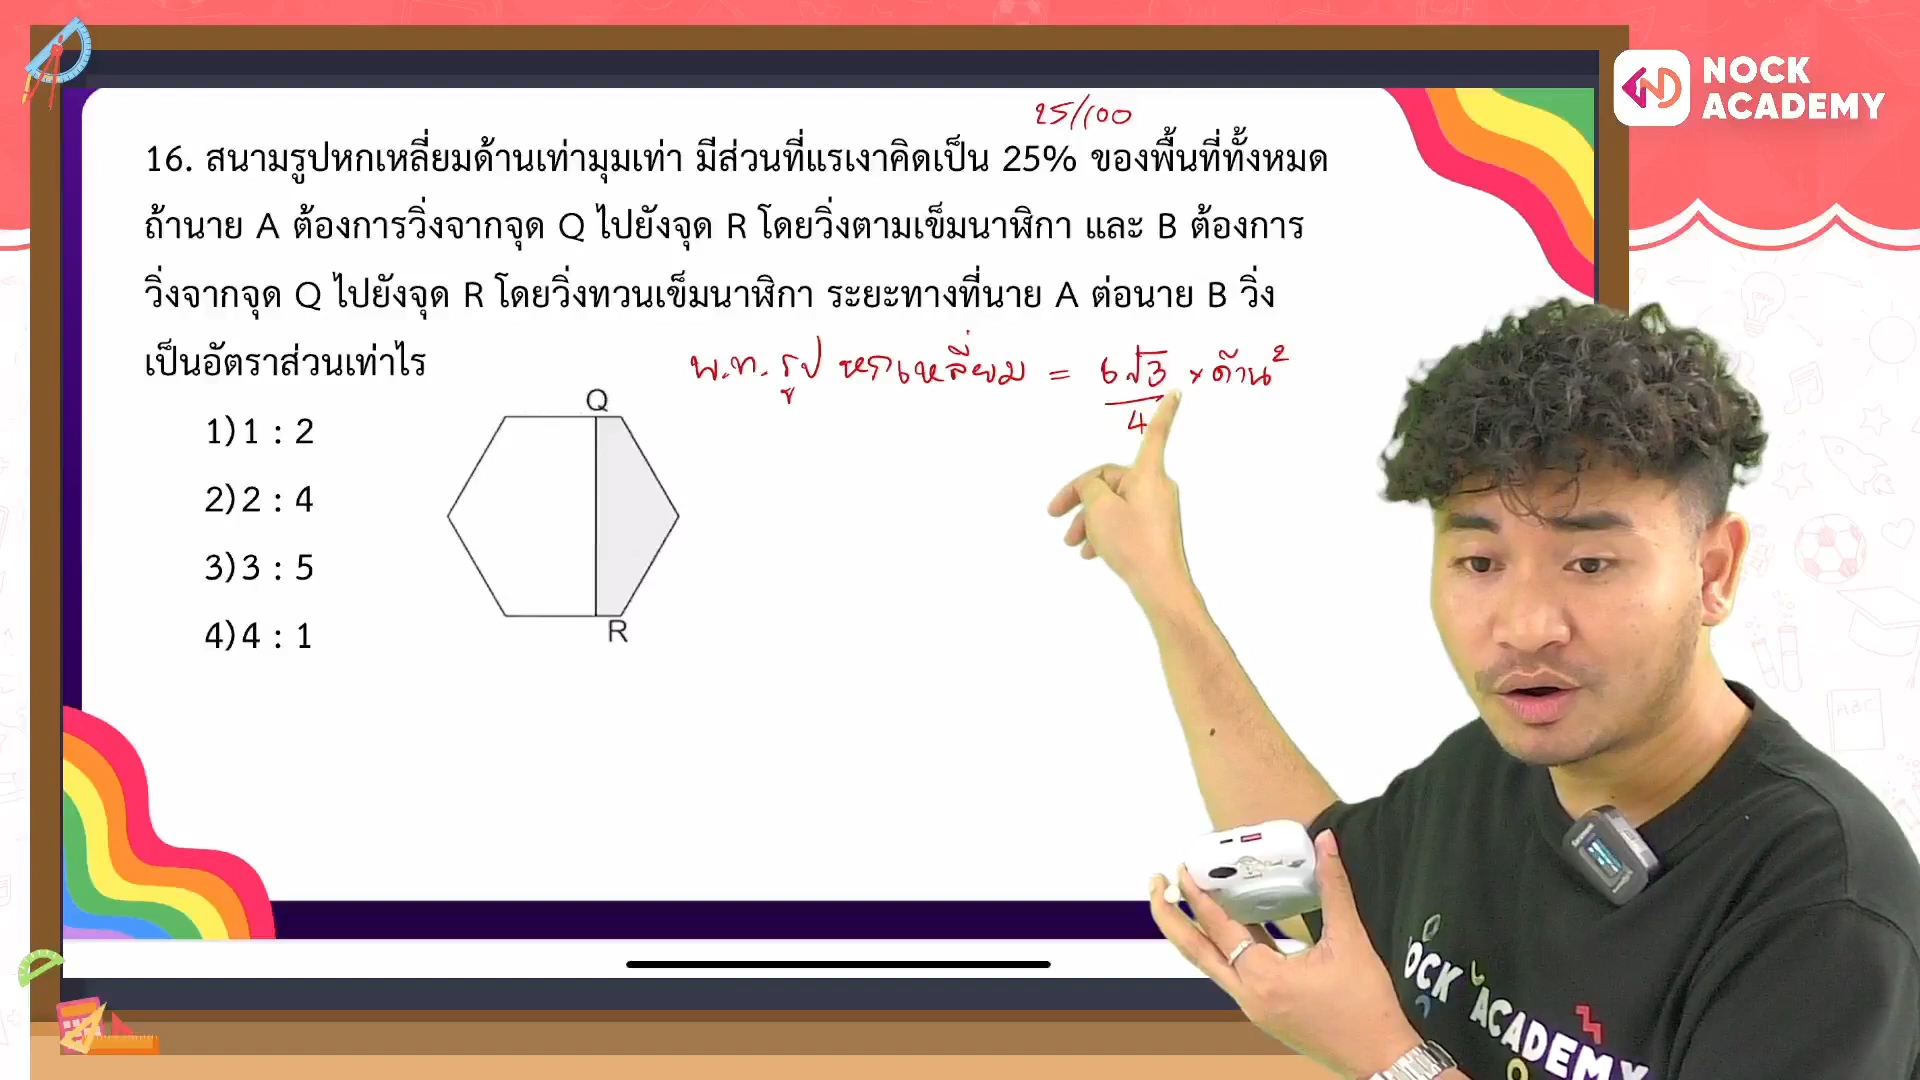 NOCK
ACADEMY
25/100
16. สนามรูปหกเหลี่ยมด้านเท่ามุมเท่า มีส่วนที่แรเงาคิดเป็น 25% ของพื้นที่ทั้งหมด
ถ้านาย A ต้องการวิ่งจากจุด Q ไปยังจุด R โดยวิ่งตามเข็มนาฬิกา และ B ต้องการ
วิ่งจากจุด Q ไปยังจุด R โดยวิ่งทวนเข็มนาฬิกา ระยะทางที่นาย A ต่อนาย B วิ่ง
เป็นอัตราส่วนเท่าไร
พ.ท. รูป หกเหลี่ยม = 6√3/4 × ด้าน²
1) 1 : 2
2) 2 : 4
3) 3 : 5
4) 4 : 1
Q
R
ABC
OCK ACADEMY